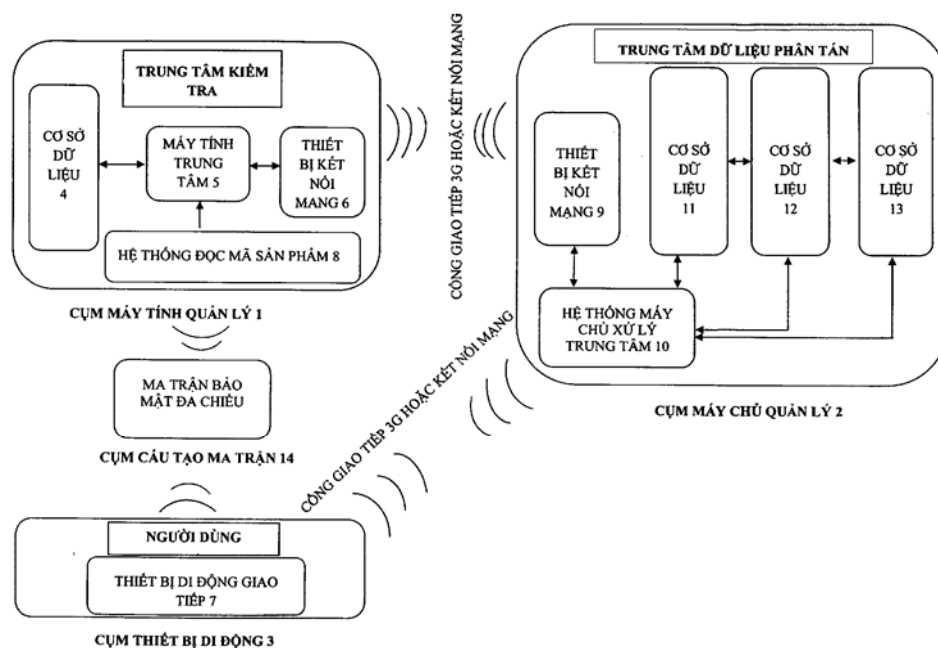 TRUNG TÂM KIỂM
TRA
CƠ SỞ
DỮ
LIỆU
4
MÁY TÍNH
TRUNG
TÂM 5
THIẾT
BỊ KẾT
NỐI
MANG 6
HỆ THỐNG ĐỌC MÃ SẢN PHẨM 8
CỤM MÁY TÍNH QUẢN LÝ 1
CỔNG GIAO TIẾP 3G HOẶC KẾT NỐI MẠNG
TRUNG TÂM DỮ LIỆU PHÂN TÁN
THIẾT
BỊ KẾT
NỐI
MẠNG 9
CƠ SỞ
DỮ
LIỆU
11
CƠ SỞ
DỮ
LIỆU
12
CƠ SỞ
DỮ
LIỆU
13
HỆ THỐNG MÁY
CHỦ XỬ LÝ
TRUNG TÂM 10
CỤM MÁY CHỦ QUẢN LÝ 2
MA TRẬN BẢO
MẬT ĐA CHIỀU
CỤM CẤU TẠO MA TRẬN 14
CỔNG GIAO TIẾP 3G HOẶC KẾT NỐI MẠNG
NGƯỜI DÙNG
THIẾT BỊ DI ĐỘNG GIAO
TIẾP 7
CỤM THIẾT BỊ DI ĐỘNG 3